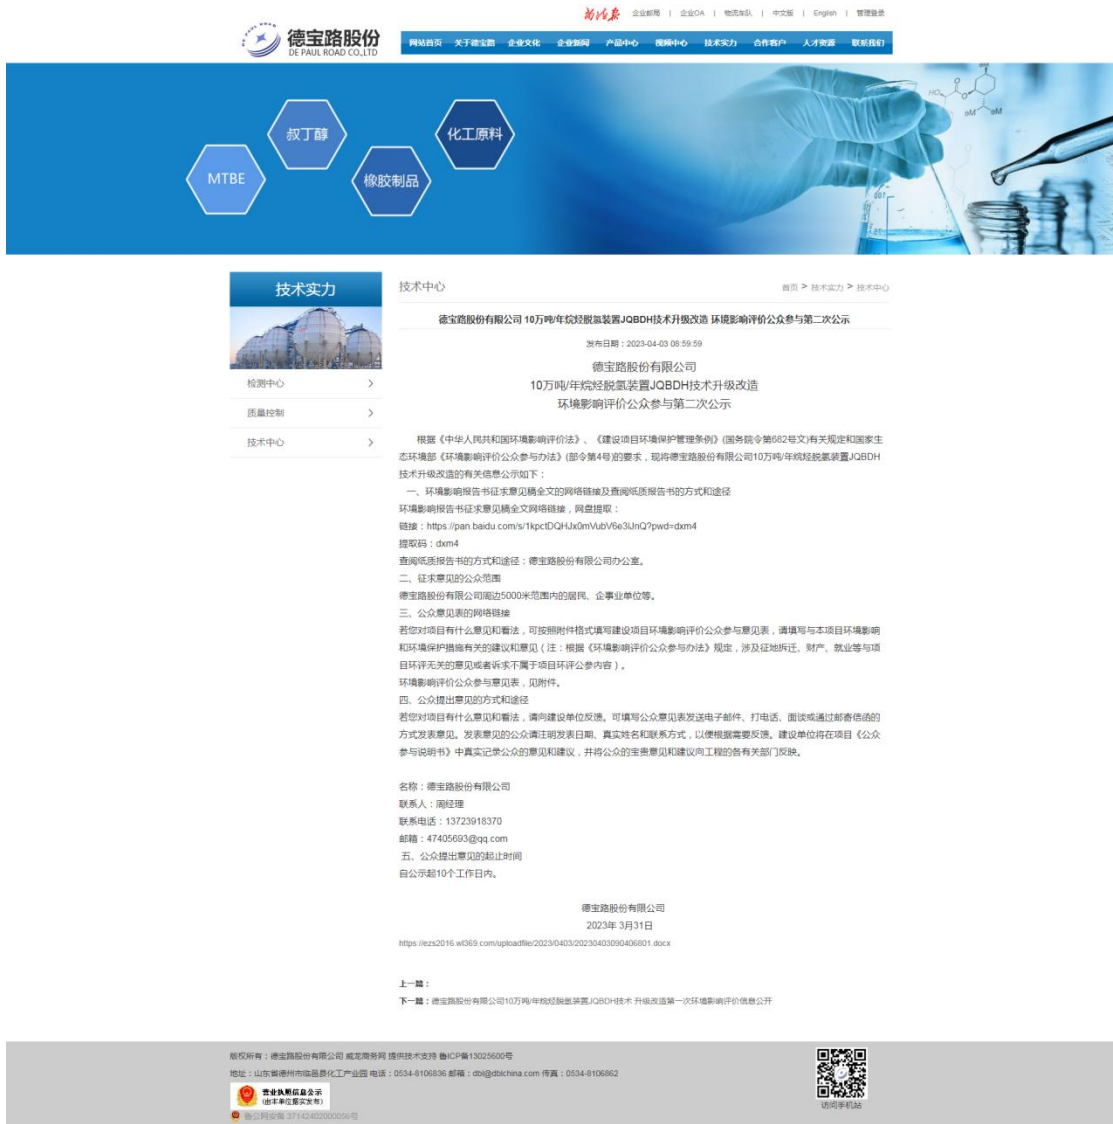 企业邮局 | 企业OA | 物流车队 | 中文版 | English | 管理登录
德宝路股份
DE PAUL ROAD CO.,LTD
网站首页 关于德宝路 企业文化 企业新闻 产品中心 视频中心 技术实力 合作客户 人才资源 联系我们
叔丁醇
化工原料
MTBE
橡胶制品
技术实力
检测中心
质量控制
技术中心
技术中心
首页 > 技术实力 > 技术中心
德宝路股份有限公司 10万吨/年烷烃脱氢装置JQBDH技术升级改造 环境影响评价公众参与第二次公示
发布日期：2023-04-03 08:59:59
德宝路股份有限公司
10万吨/年烷烃脱氢装置JQBDH技术升级改造
环境影响评价公众参与第二次公示
根据《中华人民共和国环境影响评价法》、《建设项目环境保护管理条例》(国务院令第682号文)有关规定和国家生
态环境部《环境影响评价公众参与办法》(部令第4号)的要求，现将德宝路股份有限公司10万吨/年烷烃脱氢装置JQBDH
技术升级改造的有关信息公示如下：
一、环境影响报告书征求意见稿全文的网络链接及查阅纸质报告书的方式和途径
环境影响报告书征求意见稿全文网络链接，网盘提取：
链接：https://pan.baidu.com/s/1kpctDQHJx0mVubV6e3lJnQ?pwd=dxm4
提取码：dxm4
查阅纸质报告书的方式和途径：德宝路股份有限公司办公室。
二、征求意见的公众范围
德宝路股份有限公司周边5000米范围内的居民、企事业单位等。
三、公众意见表的网络链接
若您对项目有什么意见和看法，可按照附件格式填写建设项目环境影响评价公众参与意见表，请填写与本项目环境影响
和环境保护措施有关的建议和意见（注：根据《环境影响评价公众参与办法》规定，涉及征地拆迁、财产、就业等与项
目环评无关的意见或者诉求不属于项目环评公参内容）。
环境影响评价公众参与意见表，见附件。
四、公众提出意见的方式和途径
若您对项目有什么意见和看法，请向建设单位反馈。可填写公众意见表发送电子邮件、打电话、面谈或通过邮寄信函的
方式发表意见。发表意见的公众请注明发表日期、真实姓名和联系方式，以便根据需要反馈。建设单位将在项目《公众
参与说明书》中真实记录公众的意见和建议，并将公众的宝贵意见和建议向工程的各有关部门反映。
名称：德宝路股份有限公司
联系人：周经理
联系电话：13723918370
邮箱：47405693@qq.com
五、公众提出意见的起止时间
自公示起10个工作日内。
德宝路股份有限公司
2023年 3月31日
https://ezs2016.wl369.com/uploadfile/2023/0403/20230403090406801.docx
上一篇：
下一篇：德宝路股份有限公司10万吨/年烷烃脱氢装置JQBDH技术 升级改造第一次环境影响评价信息公开
版权所有：德宝路股份有限公司 威龙商务网 提供技术支持 鲁ICP备13025600号
地址：山东省德州市临邑县化工产业园 电话：0534-8106836 邮箱：dbl@dblchina.com 传真：0534-8106862
营业执照信息公示
(由本单位据实发布)
鲁公网安备 37142402000056号
访问手机站